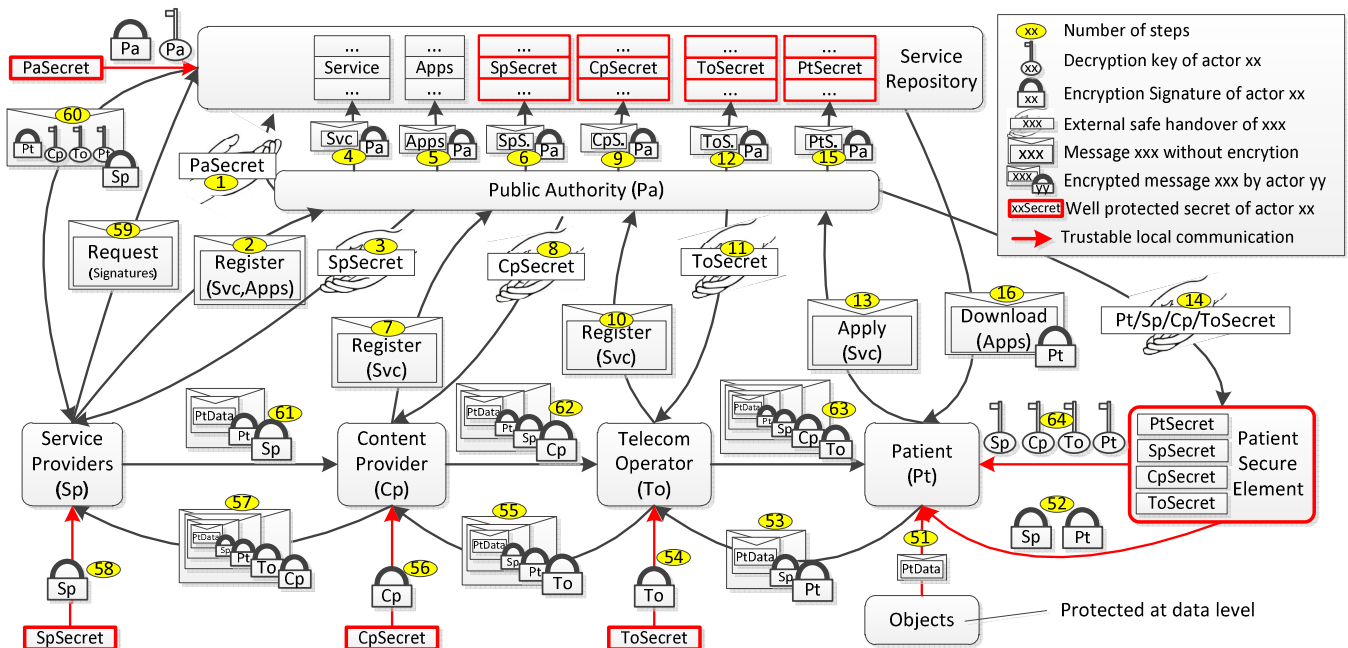 Pa
Pa
PaSecret
...
Service
...
...
Apps
...
...
SpSecret
...
...
CpSecret
...
...
ToSecret
...
...
PtSecret
...
Service
Repository
xx
Number of steps
xx
Decryption key of actor xx
xx
Encryption Signature of actor xx
xxx
External safe handover of xxx
xxx
Message xxx without encrytion
xxx
yy
Encrypted message xxx by actor yy
xxSecret
Well protected secret of actor xx
Trustable local communication
60
Pt
Cp
To
Pt
Sp
PaSecret
1
Svc
Pa
4
Apps
Pa
5
SpS.
Pa
6
CpS.
Pa
9
ToS.
Pa
12
PtS.
Pa
15
Public Authority (Pa)
59
Request
(Signatures)
2
Register
(Svc,Apps)
3
SpSecret
8
CpSecret
11
ToSecret
7
Register
(Svc)
10
Register
(Svc)
13
Apply
(Svc)
16
Download
(Apps)
Pt
14
Pt/Sp/Cp/ToSecret
PtData
Pt
Sp
61
PtData
Pt
Sp
Cp
62
PtData
Pt
Sp
Cp
To
63
Sp
Cp
To
Pt
64
Service
Providers
(Sp)
Content
Provider
(Cp)
Telecom
Operator
(To)
Patient
(Pt)
PtSecret
SpSecret
CpSecret
ToSecret
Patient
Secure
Element
57
PtData
Sp
Pt
To
Cp
55
PtData
Sp
Pt
To
53
PtData
Sp
Pt
51
PtData
52
Sp
Pt
58
Sp
56
Cp
54
To
Objects
Protected at data level
SpSecret
CpSecret
ToSecret